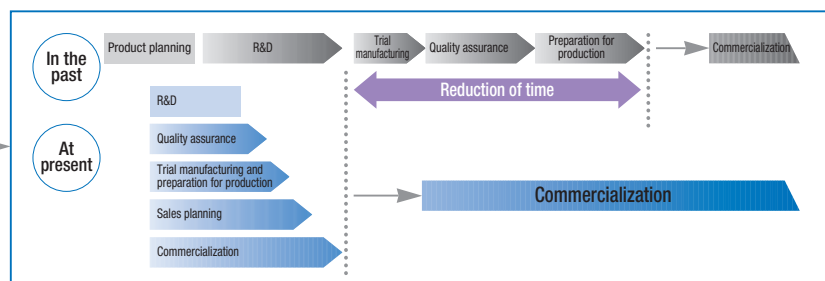 In the
past
Product planning
R&D
Trial
manufacturing
Quality assurance
Preparation for
production
Commercialization
Reduction of time
At
present
R&D
Quality assurance
Trial manufacturing and
preparation for production
Sales planning
Commercialization
Commercialization